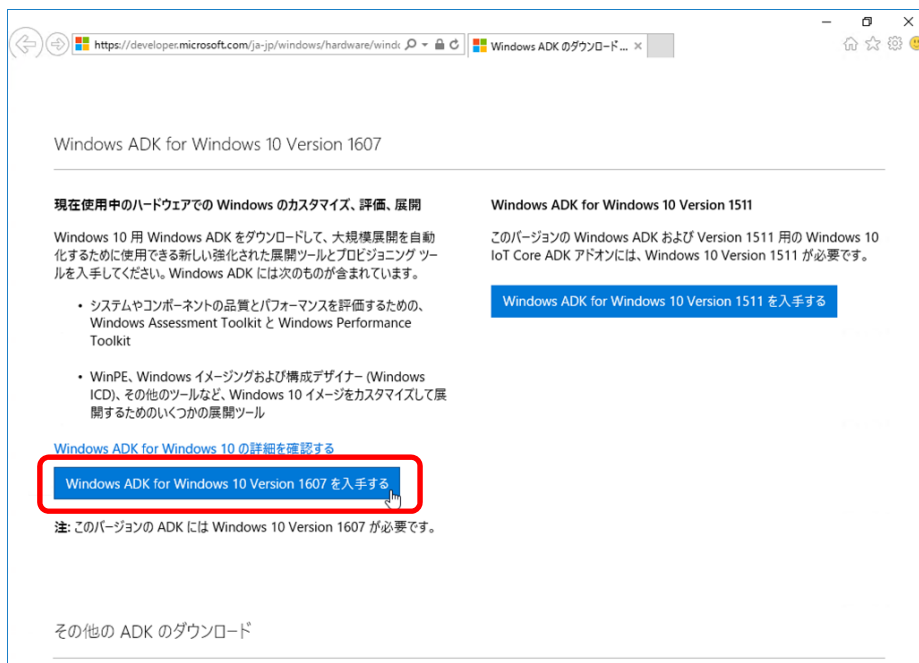 https://developer.microsoft.com/ja-jp/windows/hardware/windo
Windows ADK のダウンロード...
Windows ADK for Windows 10 Version 1607
現在使用中のハードウェアでの Windows のカスタマイズ、評価、展開
Windows 10 用 Windows ADK をダウンロードして、大規模展開を自動
化するために使用できる新しい強化された展開ツールとプロビジョニング ツー
ルを入手してください。Windows ADK には次のものが含まれています。
• システムやコンポーネントの品質とパフォーマンスを評価するための、
Windows Assessment Toolkit と Windows Performance
Toolkit
• WinPE、Windows イメージングおよび構成デザイナー (Windows
ICD)、その他のツールなど、Windows 10 イメージをカスタマイズして展
開するためのいくつかの展開ツール
Windows ADK for Windows 10 の詳細を確認する
Windows ADK for Windows 10 Version 1607 を入手する
注: このバージョンの ADK には Windows 10 Version 1607 が必要です。
Windows ADK for Windows 10 Version 1511
このバージョンの Windows ADK および Version 1511 用の Windows 10
IoT Core ADK アドオンには、Windows 10 Version 1511 が必要です。
Windows ADK for Windows 10 Version 1511 を入手する
その他の ADK のダウンロード